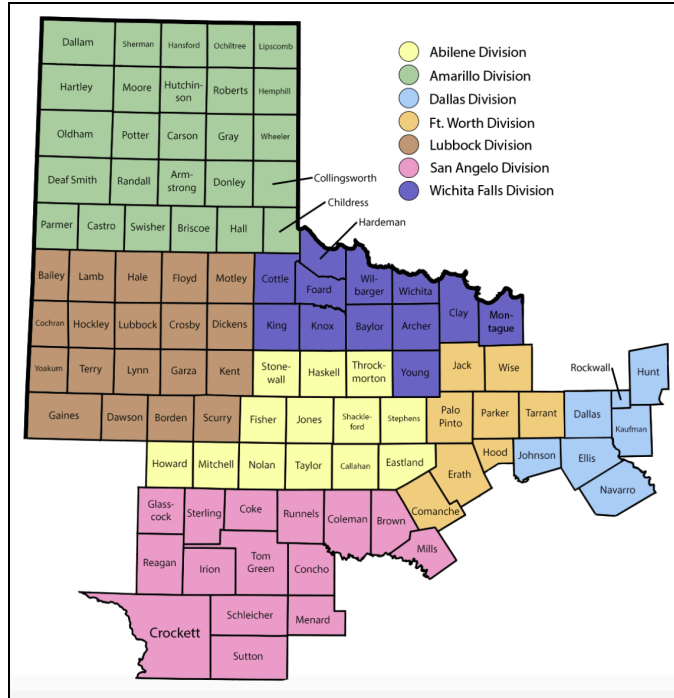 Dallam
Sherman
Hansford
Ochiltree
Lipscomb
Abilene Division
Amarillo Division
Dallas Division
Ft. Worth Division
Lubbock Division
San Angelo Division
Wichita Falls Division
Hartley
Moore
Hutchin-
son
Roberts
Hemphill
Oldham
Potter
Carson
Gray
Wheeler
Deaf Smith
Randall
Arm-
strong
Donley
Collingsworth
Childress
Hardeman
Parmer
Castro
Swisher
Briscoe
Hall
Bailey
Lamb
Hale
Floyd
Motley
Cottle
Foard
Wil-
barger
Wichita
Clay
Mon-
tague
Cochran
Hockley
Lubbock
Crosby
Dickens
King
Knox
Baylor
Archer
Yoakum
Terry
Lynn
Garza
Kent
Stone-
wall
Haskell
Throck-
morton
Young
Jack
Wise
Rockwall
Hunt
Gaines
Dawson
Borden
Scurry
Fisher
Jones
Shackle-
ford
Stephens
Palo
Pinto
Parker
Tarrant
Dallas
Kaufman
Howard
Mitchell
Nolan
Taylor
Callahan
Eastland
Erath
Hood
Johnson
Ellis
Navarro
Glass-
cock
Sterling
Coke
Runnels
Coleman
Brown
Comanche
Mills
Reagan
Irion
Tom
Green
Concho
Crockett
Schleicher
Menard
Sutton